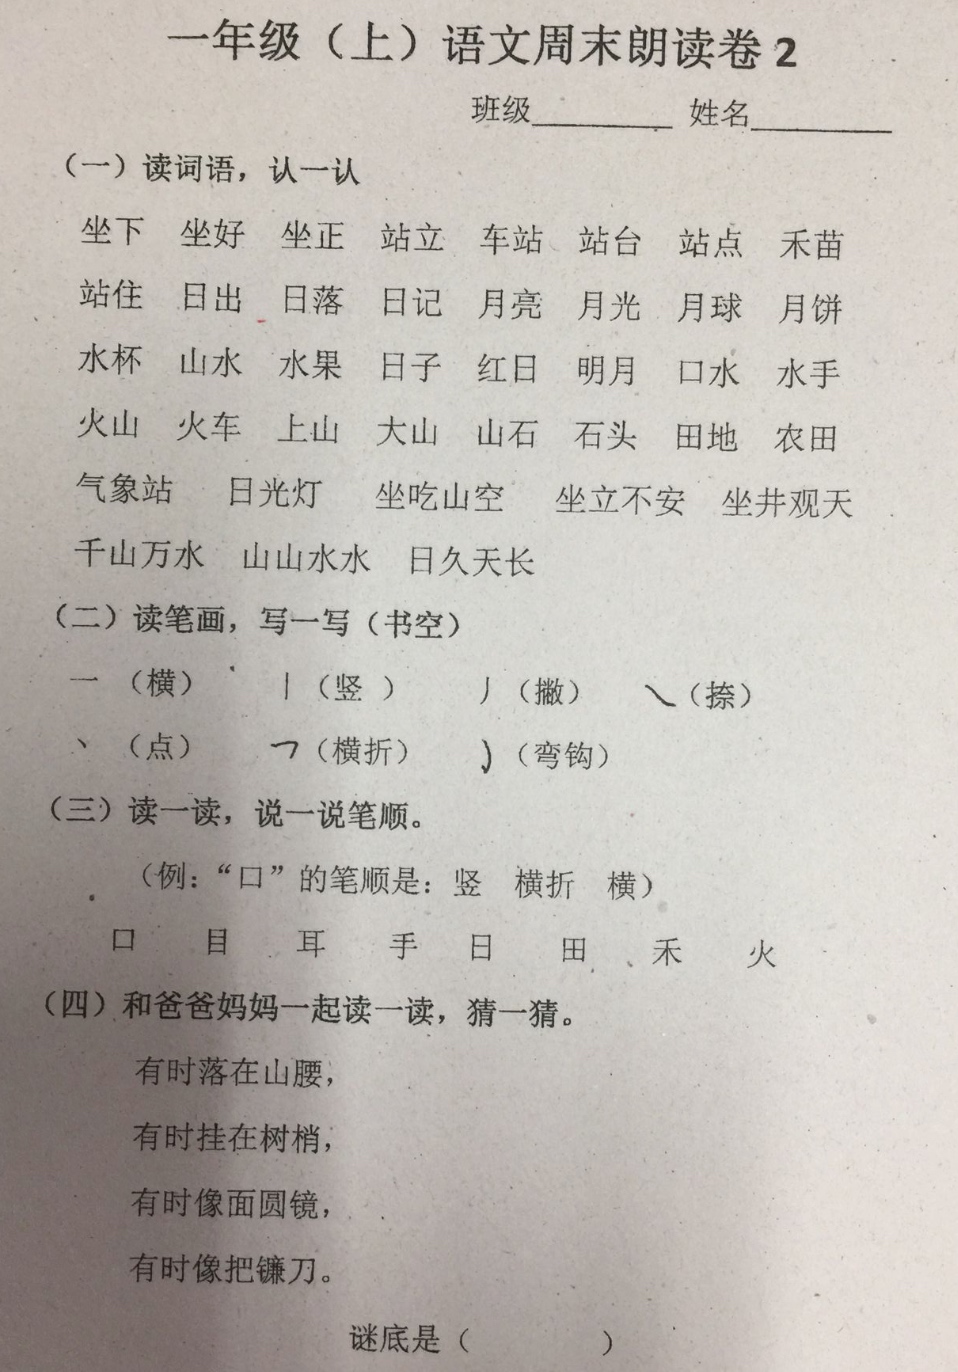 一年级（上）语文周末朗读卷2
班级________ 姓名________
（一）读词语，认一认
坐下 坐好 坐正 站立 车站 站台 站点 禾苗
站住 日出 日落 日记 月亮 月光 月球 月饼
水杯 山水 水果 日子 红日 明月 口水 水手
火山 火车 上山 大山 山石 石头 田地 农田
气象站 日光灯 坐吃山空 坐立不安 坐井观天
千山万水 山山水水 日久天长
（二）读笔画，写一写（书空）
一（横） 丨（竖 ） 丿（撇） ㇏（捺）
丶（点） ㇕（横折） ㇁（弯钩）
（三）读一读，说一说笔顺。
（例：“口”的笔顺是：竖 横折 横）
口 目 耳 手 日 田 禾 火
（四）和爸爸妈妈一起读一读，猜一猜。
有时落在山腰，
有时挂在树梢，
有时像面圆镜，
有时像把镰刀。
谜底是（ ）